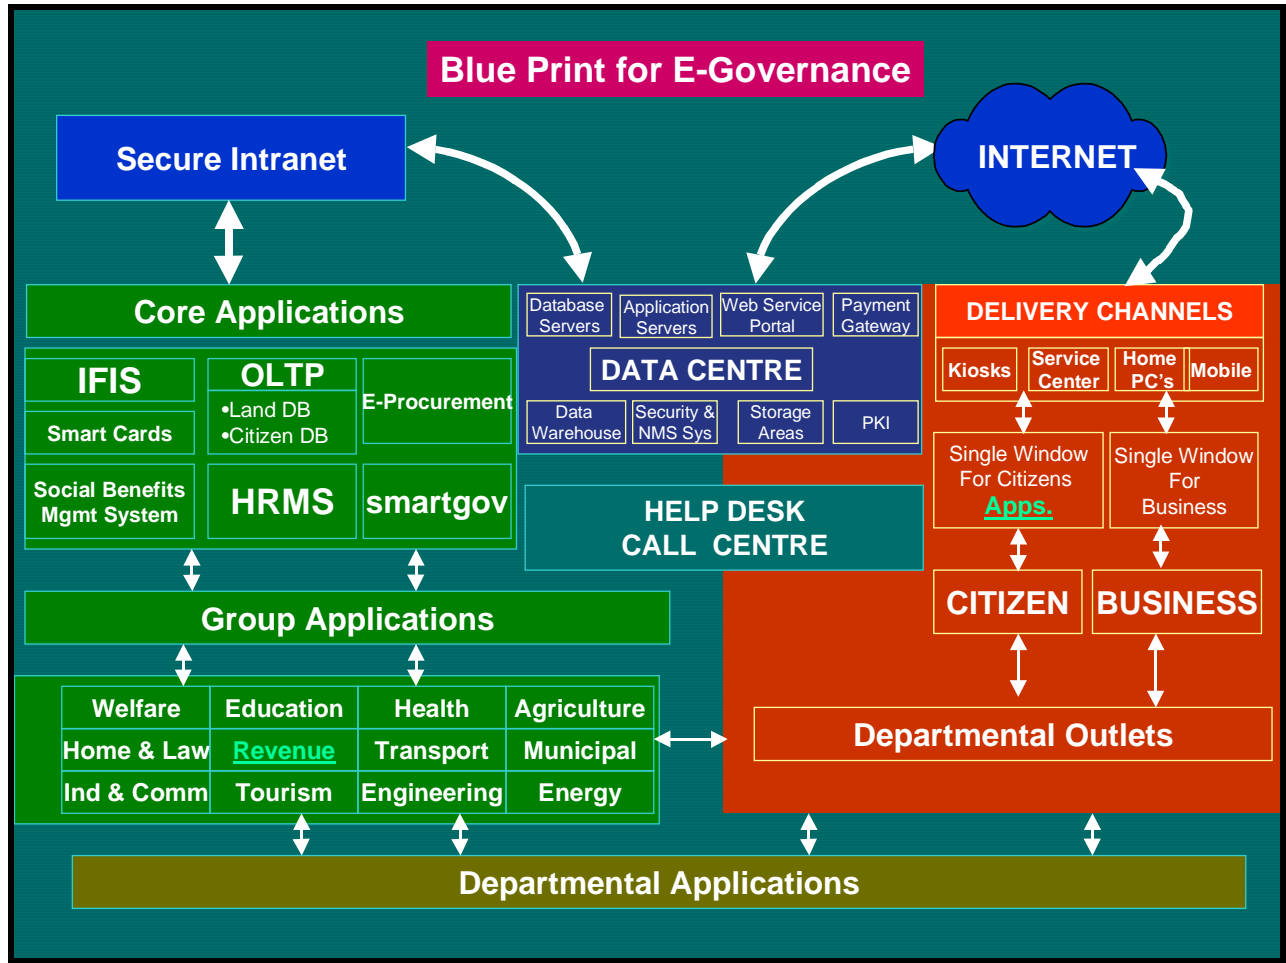 Blue Print for E-Governance
Secure Intranet
INTERNET
Core Applications
IFIS
OLTP
•Land DB
•Citizen DB
E-Procurement
Smart Cards
Social Benefits
Mgmt System
HRMS
smartgov
Database
Servers
Application
Servers
Web Service
Portal
Payment
Gateway
DATA CENTRE
Data
Warehouse
Security &
NMS Sys
Storage
Areas
PKI
DELIVERY CHANNELS
Kiosks
Service
Center
Home
PC's
Mobile
Single Window
For Citizens
Apps.
Single Window
For
Business
HELP DESK
CALL CENTRE
CITIZEN
BUSINESS
Group Applications
Welfare
Education
Health
Agriculture
Home & Law
Revenue
Transport
Municipal
Ind & Comm
Tourism
Engineering
Energy
Departmental Outlets
Departmental Applications